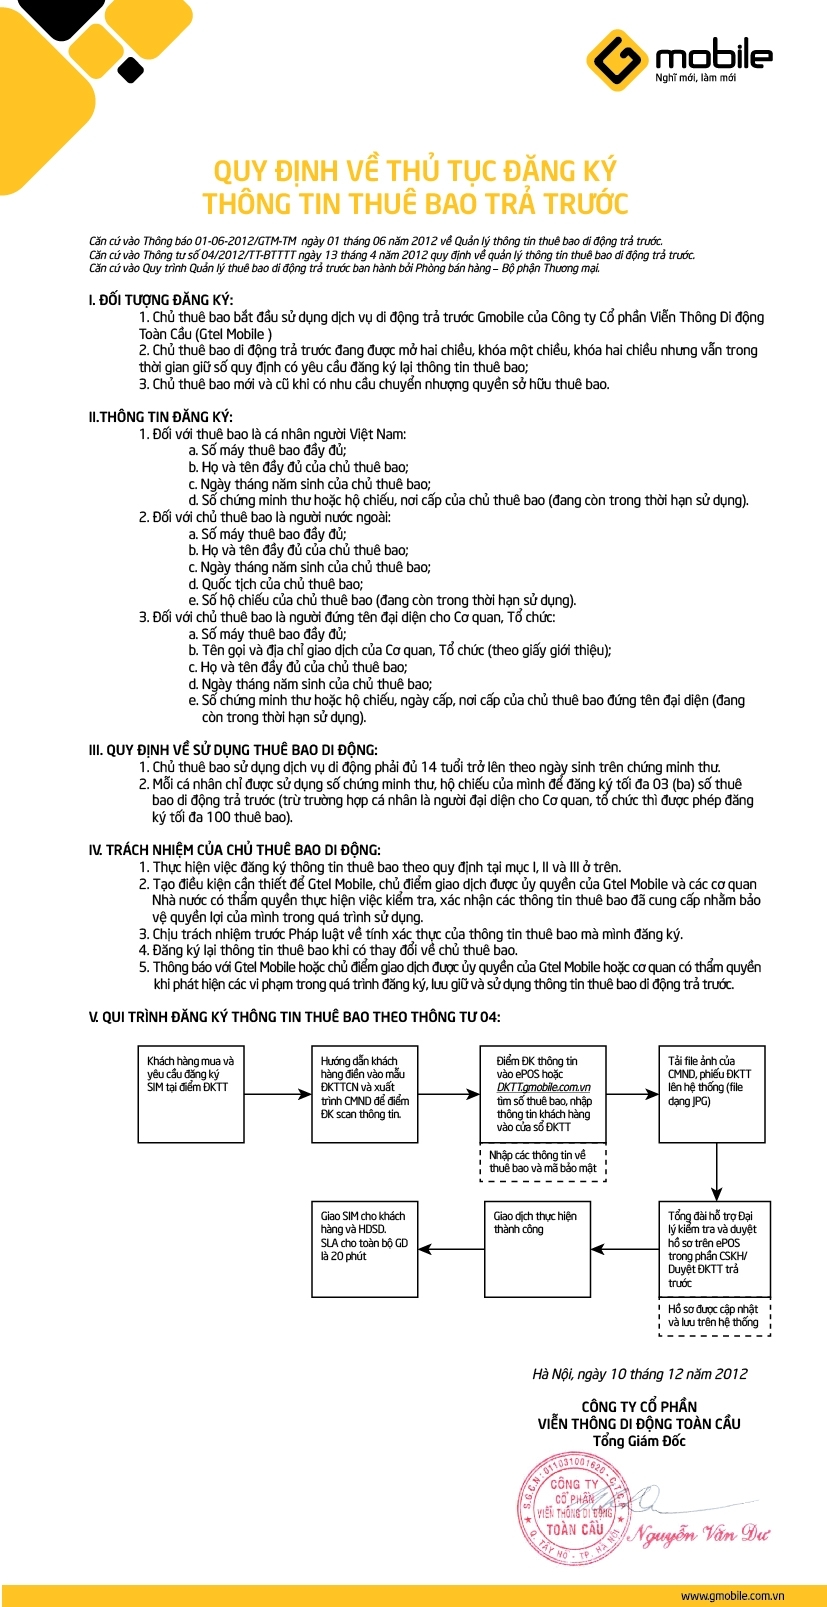 G mobile
Nghĩ mới, làm mới
QUY ĐỊNH VỀ THỦ TỤC ĐĂNG KÝ
THÔNG TIN THUÊ BAO TRẢ TRƯỚC
Căn cứ vào Thông báo 01-06-2012/GTM-TM ngày 01 tháng 06 năm 2012 về Quản lý thông tin thuê bao di động trả trước.
Căn cứ vào Thông tư số 04/2012/TT-BTTTT ngày 13 tháng 4 năm 2012 quy định về quản lý thông tin thuê bao di động trả trước.
Căn cứ vào Quy trình Quản lý thuê bao di động trả trước ban hành bởi Phòng bán hàng – Bộ phận Thương mại.
I. ĐỐI TƯỢNG ĐĂNG KÝ:
1. Chủ thuê bao bắt đầu sử dụng dịch vụ di động trả trước Gmobile của Công ty Cổ phần Viễn Thông Di động
Toàn Cầu (Gtel Mobile )
2. Chủ thuê bao di động trả trước đang được mở hai chiều, khóa một chiều, khóa hai chiều nhưng vẫn trong
thời gian giữ số quy định có yêu cầu đăng ký lại thông tin thuê bao;
3. Chủ thuê bao mới và cũ khi có nhu cầu chuyển nhượng quyền sở hữu thuê bao.
II.THÔNG TIN ĐĂNG KÝ:
1. Đối với thuê bao là cá nhân người Việt Nam:
a. Số máy thuê bao đầy đủ;
b. Họ và tên đầy đủ của chủ thuê bao;
c. Ngày tháng năm sinh của chủ thuê bao;
d. Số chứng minh thư hoặc hộ chiếu, nơi cấp của chủ thuê bao (đang còn trong thời hạn sử dụng).
2. Đối với chủ thuê bao là người nước ngoài:
a. Số máy thuê bao đầy đủ;
b. Họ và tên đầy đủ của chủ thuê bao;
c. Ngày tháng năm sinh của chủ thuê bao;
d. Quốc tịch của chủ thuê bao;
e. Số hộ chiếu của chủ thuê bao (đang còn trong thời hạn sử dụng).
3. Đối với chủ thuê bao là người đứng tên đại diện cho Cơ quan, Tổ chức:
a. Số máy thuê bao đầy đủ;
b. Tên gọi và địa chỉ giao dịch của Cơ quan, Tổ chức (theo giấy giới thiệu);
c. Họ và tên đầy đủ của chủ thuê bao;
d. Ngày tháng năm sinh của chủ thuê bao;
e. Số chứng minh thư hoặc hộ chiếu, ngày cấp, nơi cấp của chủ thuê bao đứng tên đại diện (đang
còn trong thời hạn sử dụng).
III. QUY ĐỊNH VỀ SỬ DỤNG THUÊ BAO DI ĐỘNG:
1. Chủ thuê bao sử dụng dịch vụ di động phải đủ 14 tuổi trở lên theo ngày sinh trên chứng minh thư.
2. Mỗi cá nhân chỉ được sử dụng số chứng minh thư, hộ chiếu của mình để đăng ký tối đa 03 (ba) số thuê
bao di động trả trước (trừ trường hợp cá nhân là người đại diện cho Cơ quan, tổ chức thì được phép đăng
ký tối đa 100 thuê bao).
IV. TRÁCH NHIỆM CỦA CHỦ THUÊ BAO DI ĐỘNG:
1. Thực hiện việc đăng ký thông tin thuê bao theo quy định tại mục I, II và III ở trên.
2. Tạo điều kiện cần thiết để Gtel Mobile, chủ điểm giao dịch được ủy quyền của Gtel Mobile và các cơ quan
Nhà nước có thẩm quyền thực hiện việc kiểm tra, xác nhận các thông tin thuê bao đã cung cấp nhằm bảo
vệ quyền lợi của mình trong quá trình sử dụng.
3. Chịu trách nhiệm trước Pháp luật về tính xác thực của thông tin thuê bao mà mình đăng ký.
4. Đăng ký lại thông tin thuê bao khi có thay đổi về chủ thuê bao.
5. Thông báo với Gtel Mobile hoặc chủ điểm giao dịch được ủy quyền của Gtel Mobile hoặc cơ quan có thẩm quyền
khi phát hiện các vi phạm trong quá trình đăng ký, lưu giữ và sử dụng thông tin thuê bao di động trả trước.
V. QUI TRÌNH ĐĂNG KÝ THÔNG TIN THUÊ BAO THEO THÔNG TƯ 04:
Khách hàng mua và
yêu cầu đăng ký
SIM tại điểm ĐKTT
Hướng dẫn khách
hàng điền vào mẫu
ĐKTTCN và xuất
trình CMND để điểm
ĐK scan thông tin.
Điểm ĐK thông tin
vào ePOS hoặc
DKTT.gmobile.com.vn
tìm số thuê bao, nhập
thông tin khách hàng
vào cửa sổ ĐKTT
Nhập các thông tin về
thuê bao và mã bảo mật
Tải file ảnh của
CMND, phiếu ĐKTT
lên hệ thống (file
dạng JPG)
Giao SIM cho khách
hàng và HDSD.
SLA cho toàn bộ GD
là 20 phút
Giao dịch thực hiện
thành công
Tổng đài hỗ trợ Đại
lý kiểm tra và duyệt
hồ sơ trên ePOS
trong phần CSKH/
Duyệt ĐKTT trả
trước
Hồ sơ được cập nhật
và lưu trên hệ thống
Hà Nội, ngày 10 tháng 12 năm 2012
CÔNG TY CỔ PHẦN
VIỄN THÔNG DI ĐỘNG TOÀN CẦU
Tổng Giám Đốc
S.G.C.N: 011031001620 - C.T.C.P
CÔNG TY
CỔ PHẦN
VIỄN THÔNG DI ĐỘNG
TOÀN CẦU
Q. TÂY HỒ - TP. HÀ NỘI
Nguyễn Văn Dư
www.gmobile.com.vn